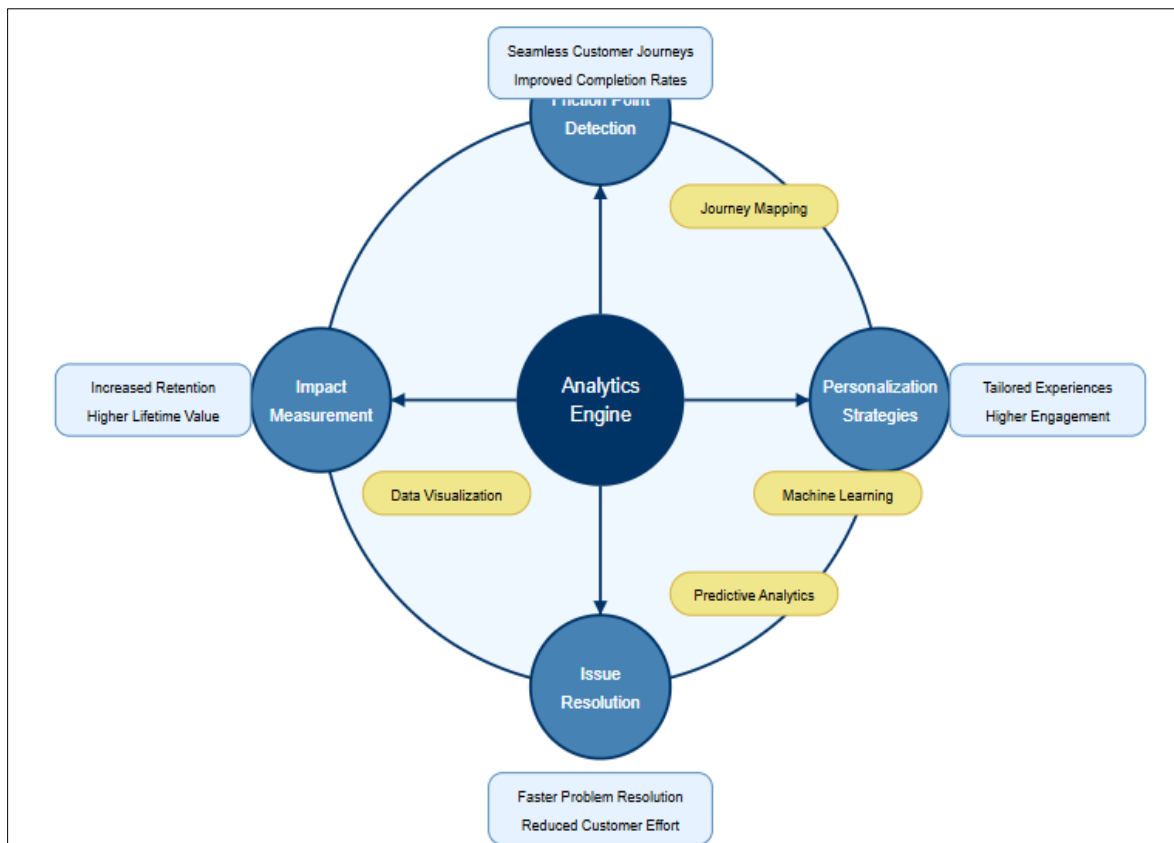 Seamless Customer Journeys
Improved Completion Rates
Friction Point
Detection
Journey Mapping
Increased Retention
Higher Lifetime Value
Impact
Measurement
Analytics
Engine
Personalization
Strategies
Tailored Experiences
Higher Engagement
Data Visualization
Machine Learning
Predictive Analytics
Issue
Resolution
Faster Problem Resolution
Reduced Customer Effort